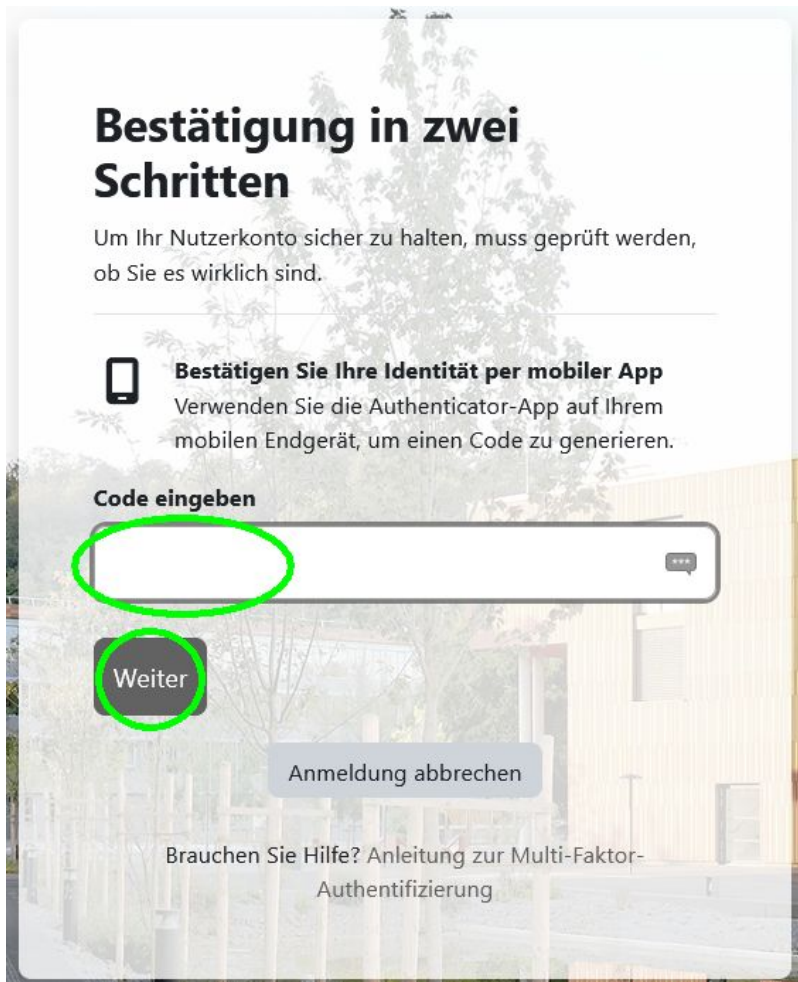 Bestätigung in zwei
Schritten
Um Ihr Nutzerkonto sicher zu halten, muss geprüft werden,
ob Sie es wirklich sind.
Bestätigen Sie Ihre Identität per mobiler App
Verwenden Sie die Authenticator-App auf Ihrem
mobilen Endgerät, um einen Code zu generieren.
Code eingeben
Weiter
Anmeldung abbrechen
Brauchen Sie Hilfe? Anleitung zur Multi-Faktor-
Authentifizierung